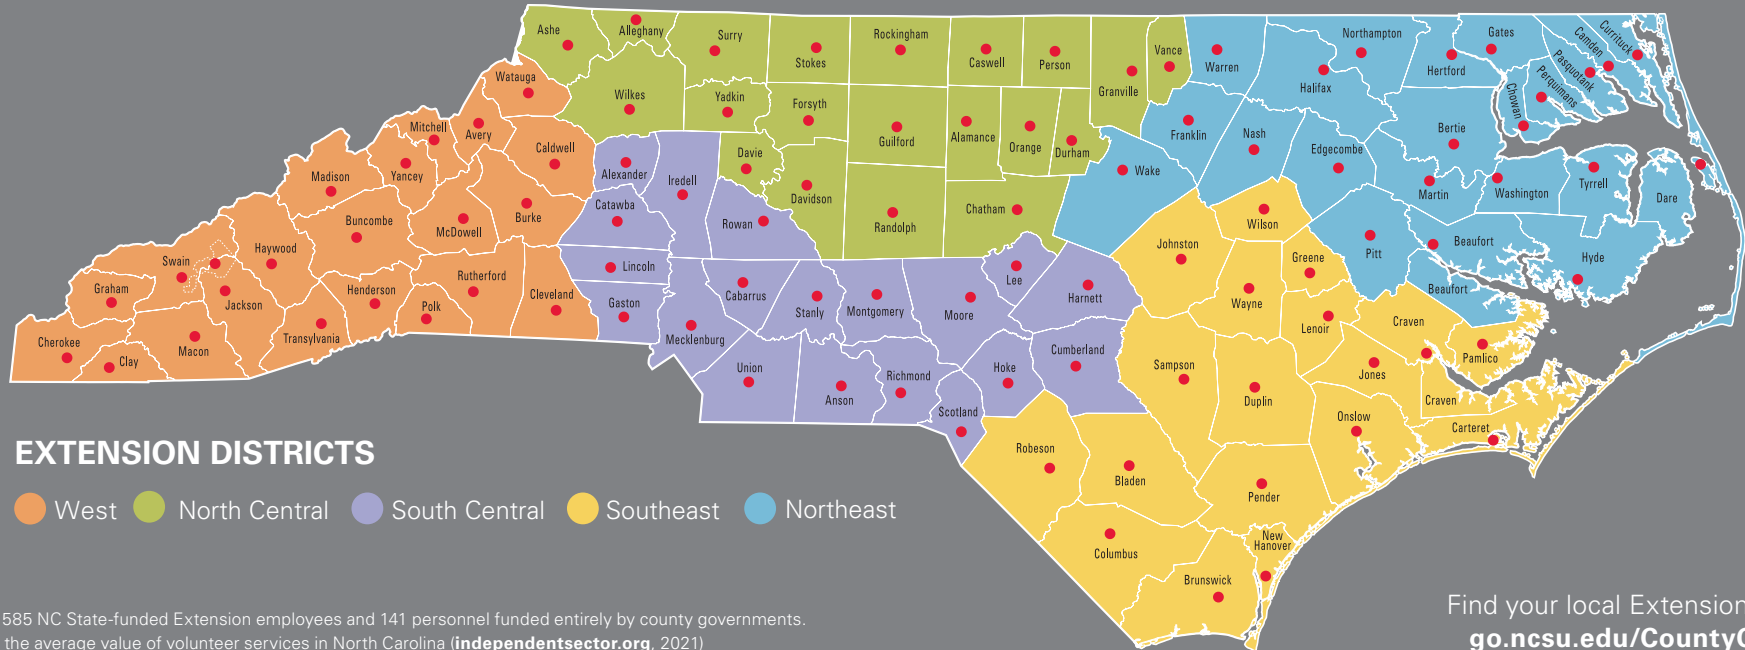 Ashe
Alleghany
Surry
Stokes
Rockingham
Caswell
Person
Granville
Vance
Warren
Northampton
Halifax
Hertford
Gates
Camden
Currituck
Pasquotank
Perquimans
Chowan
Watauga
Wilkes
Yadkin
Forsyth
Guilford
Alamance
Orange
Durham
Franklin
Nash
Edgecombe
Bertie
Mitchell
Avery
Caldwell
Alexander
Iredell
Davie
Davidson
Randolph
Chatham
Wake
Martin
Washington
Tyrrell
Dare
Madison
Yancey
Buncombe
McDowell
Burke
Catawba
Rowan
Wilson
Johnston
Greene
Pitt
Beaufort
Hyde
Beaufort
Swain
Haywood
Graham
Jackson
Henderson
Rutherford
Polk
Cleveland
Lincoln
Gaston
Cabarrus
Stanly
Montgomery
Moore
Lee
Harnett
Wayne
Lenoir
Craven
Pamlico
Cherokee
Clay
Macon
Transylvania
Mecklenburg
Union
Anson
Richmond
Hoke
Cumberland
Scotland
Sampson
Duplin
Jones
Craven
Onslow
Carteret
Robeson
Bladen
Pender
Columbus
New
Hanover
Brunswick
EXTENSION DISTRICTS
West North Central South Central Southeast Northeast
585 NC State-funded Extension employees and 141 personnel funded entirely by county governments.
the average value of volunteer services in North Carolina (independentsector.org, 2021)
Find your local Extension
go.ncsu.edu/CountyC